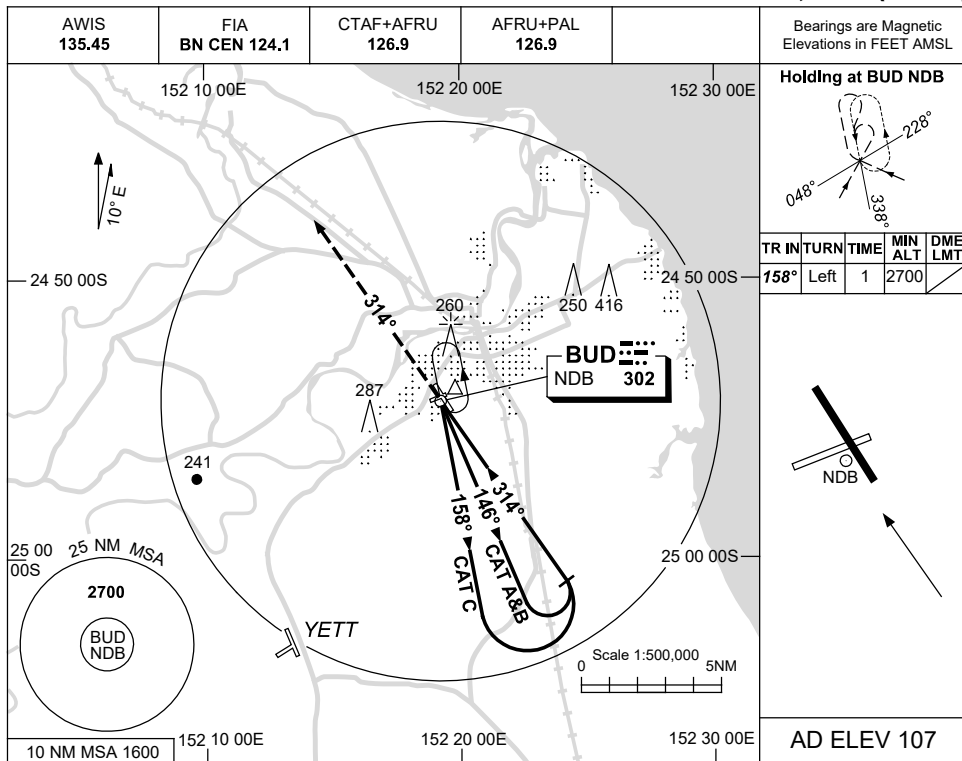 AWIS
135.45
FIA
BN CEN 124.1
CTAF+AFRU
126.9
AFRU+PAL
126.9
Bearings are Magnetic
Elevations in FEET AMSL
152 10 00E
152 20 00E
152 30 00E
Holding at BUD NDB
228°
048°
338°
TR IN TURN TIME MIN ALT DME LMT
158° Left 1 2700
10° E
24 50 00S
24 50 00S
314°
260
250
416
BUD
NDB 302
287
241
NDB
314°
146°
158°
CAT A&B
CAT C
25 00
00S
25 00 00S
25 NM MSA
2700
BUD
NDB
YETT
Scale 1:500,000
0
5NM
10 NM MSA 1600
152 10 00E
152 20 00E
152 30 00E
AD ELEV 107